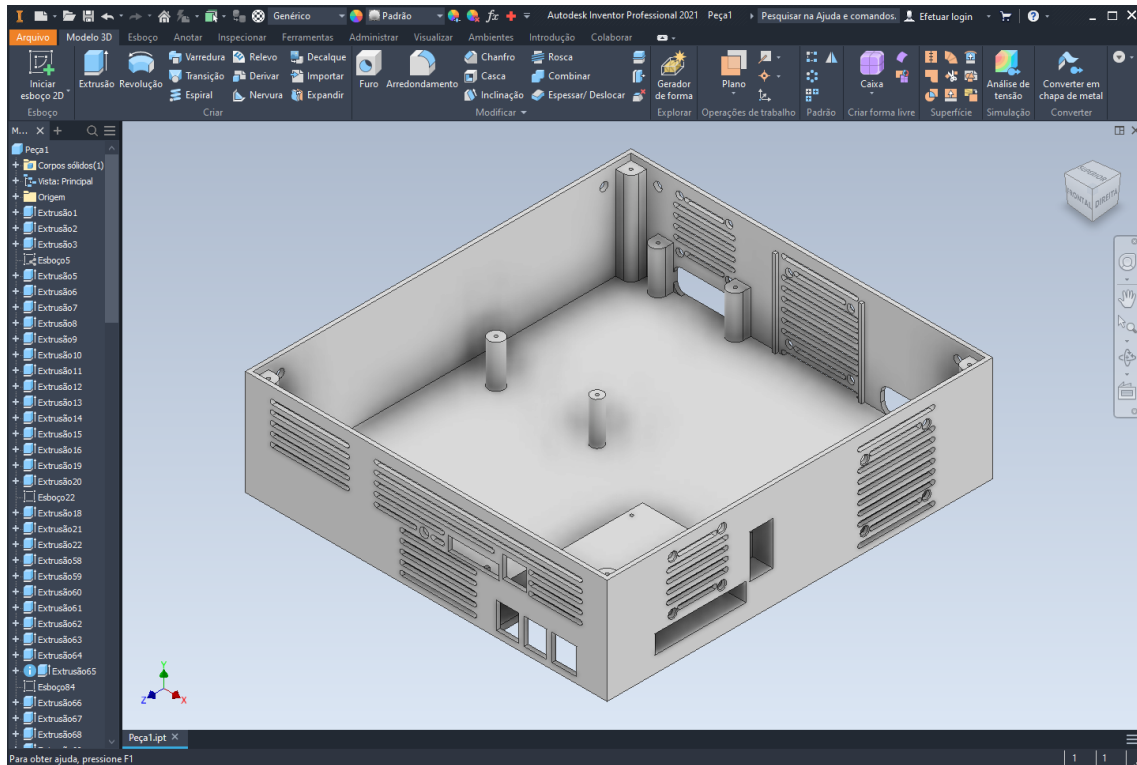 Genérico
Padrão
Autodesk Inventor Professional 2021 Peça1
Pesquisar na Ajuda e comandos.
Efetuar login
Arquivo Modelo 3D Esboço Anotar Inspecionar Ferramentas Administrar Visualizar Ambientes Introdução Colaborar
Iniciar
esboço 2D
Extrusão Revolução
Varredura Relevo Decalque
Transição Derivar Importar
Espiral Nervura Expandir
Furo Arredondamento
Chanfro Rosca
Casca Combinar
Inclinação Espessar/ Deslocar
Gerador
de forma
Plano
Caixa
Análise de
tensão
Converter em
chapa de metal
Esboço Criar Modificar Explorar Operações de trabalho Padrão Criar forma livre Superfície Simulação Converter
M... X +
Peça1
Corpos sólidos(1)
Vista: Principal
Origem
Extrusão1
Extrusão2
Extrusão3
Esboço5
Extrusão5
Extrusão6
Extrusão7
Extrusão8
Extrusão9
Extrusão10
Extrusão11
Extrusão12
Extrusão13
Extrusão14
Extrusão15
Extrusão16
Extrusão19
Extrusão20
Esboço22
Extrusão18
Extrusão21
Extrusão22
Extrusão58
Extrusão59
Extrusão60
Extrusão61
Extrusão62
Extrusão63
Extrusão64
Extrusão65
Esboço84
Extrusão66
Extrusão67
Extrusão68
SUPERIOR
FRONTAL
DIREITA
Y
Z
X
Peça1.ipt
Para obter ajuda, pressione F1
1 1